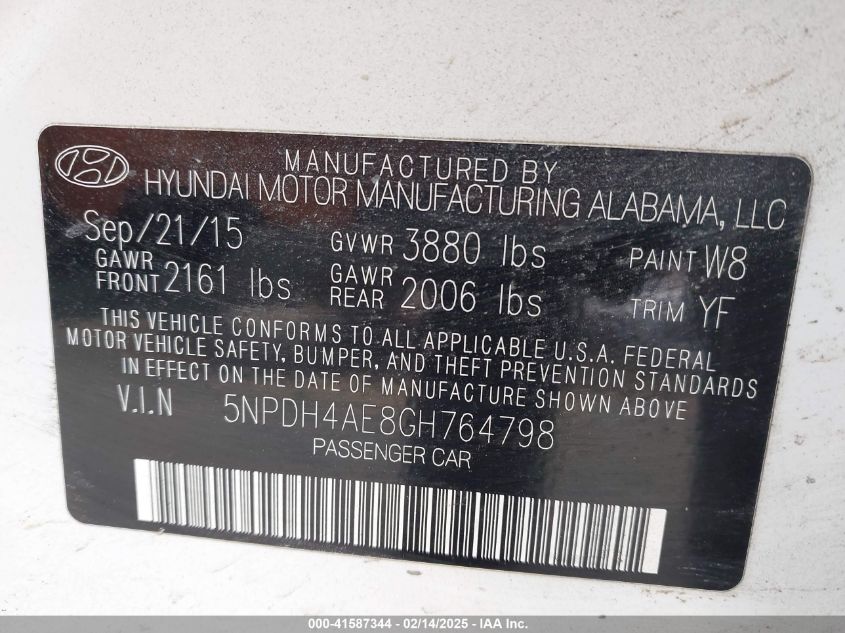 MANUFACTURED BY
HYUNDAI MOTOR MANUFACTURING ALABAMA, LLC
Sep/21/15 GVWR 3880 lbs PAINT W8
GAWR FRONT 2161 lbs GAWR REAR 2006 lbs TRIM YF
THIS VEHICLE CONFORMS TO ALL APPLICABLE U.S.A. FEDERAL
MOTOR VEHICLE SAFETY, BUMPER, AND THEFT PREVENTION STANDARDS
IN EFFECT ON THE DATE OF MANUFACTURE SHOWN ABOVE
V.I.N 5NPDH4AE8GH764798
PASSENGER CAR
000-41587344 - 02/14/2025 - IAA Inc.